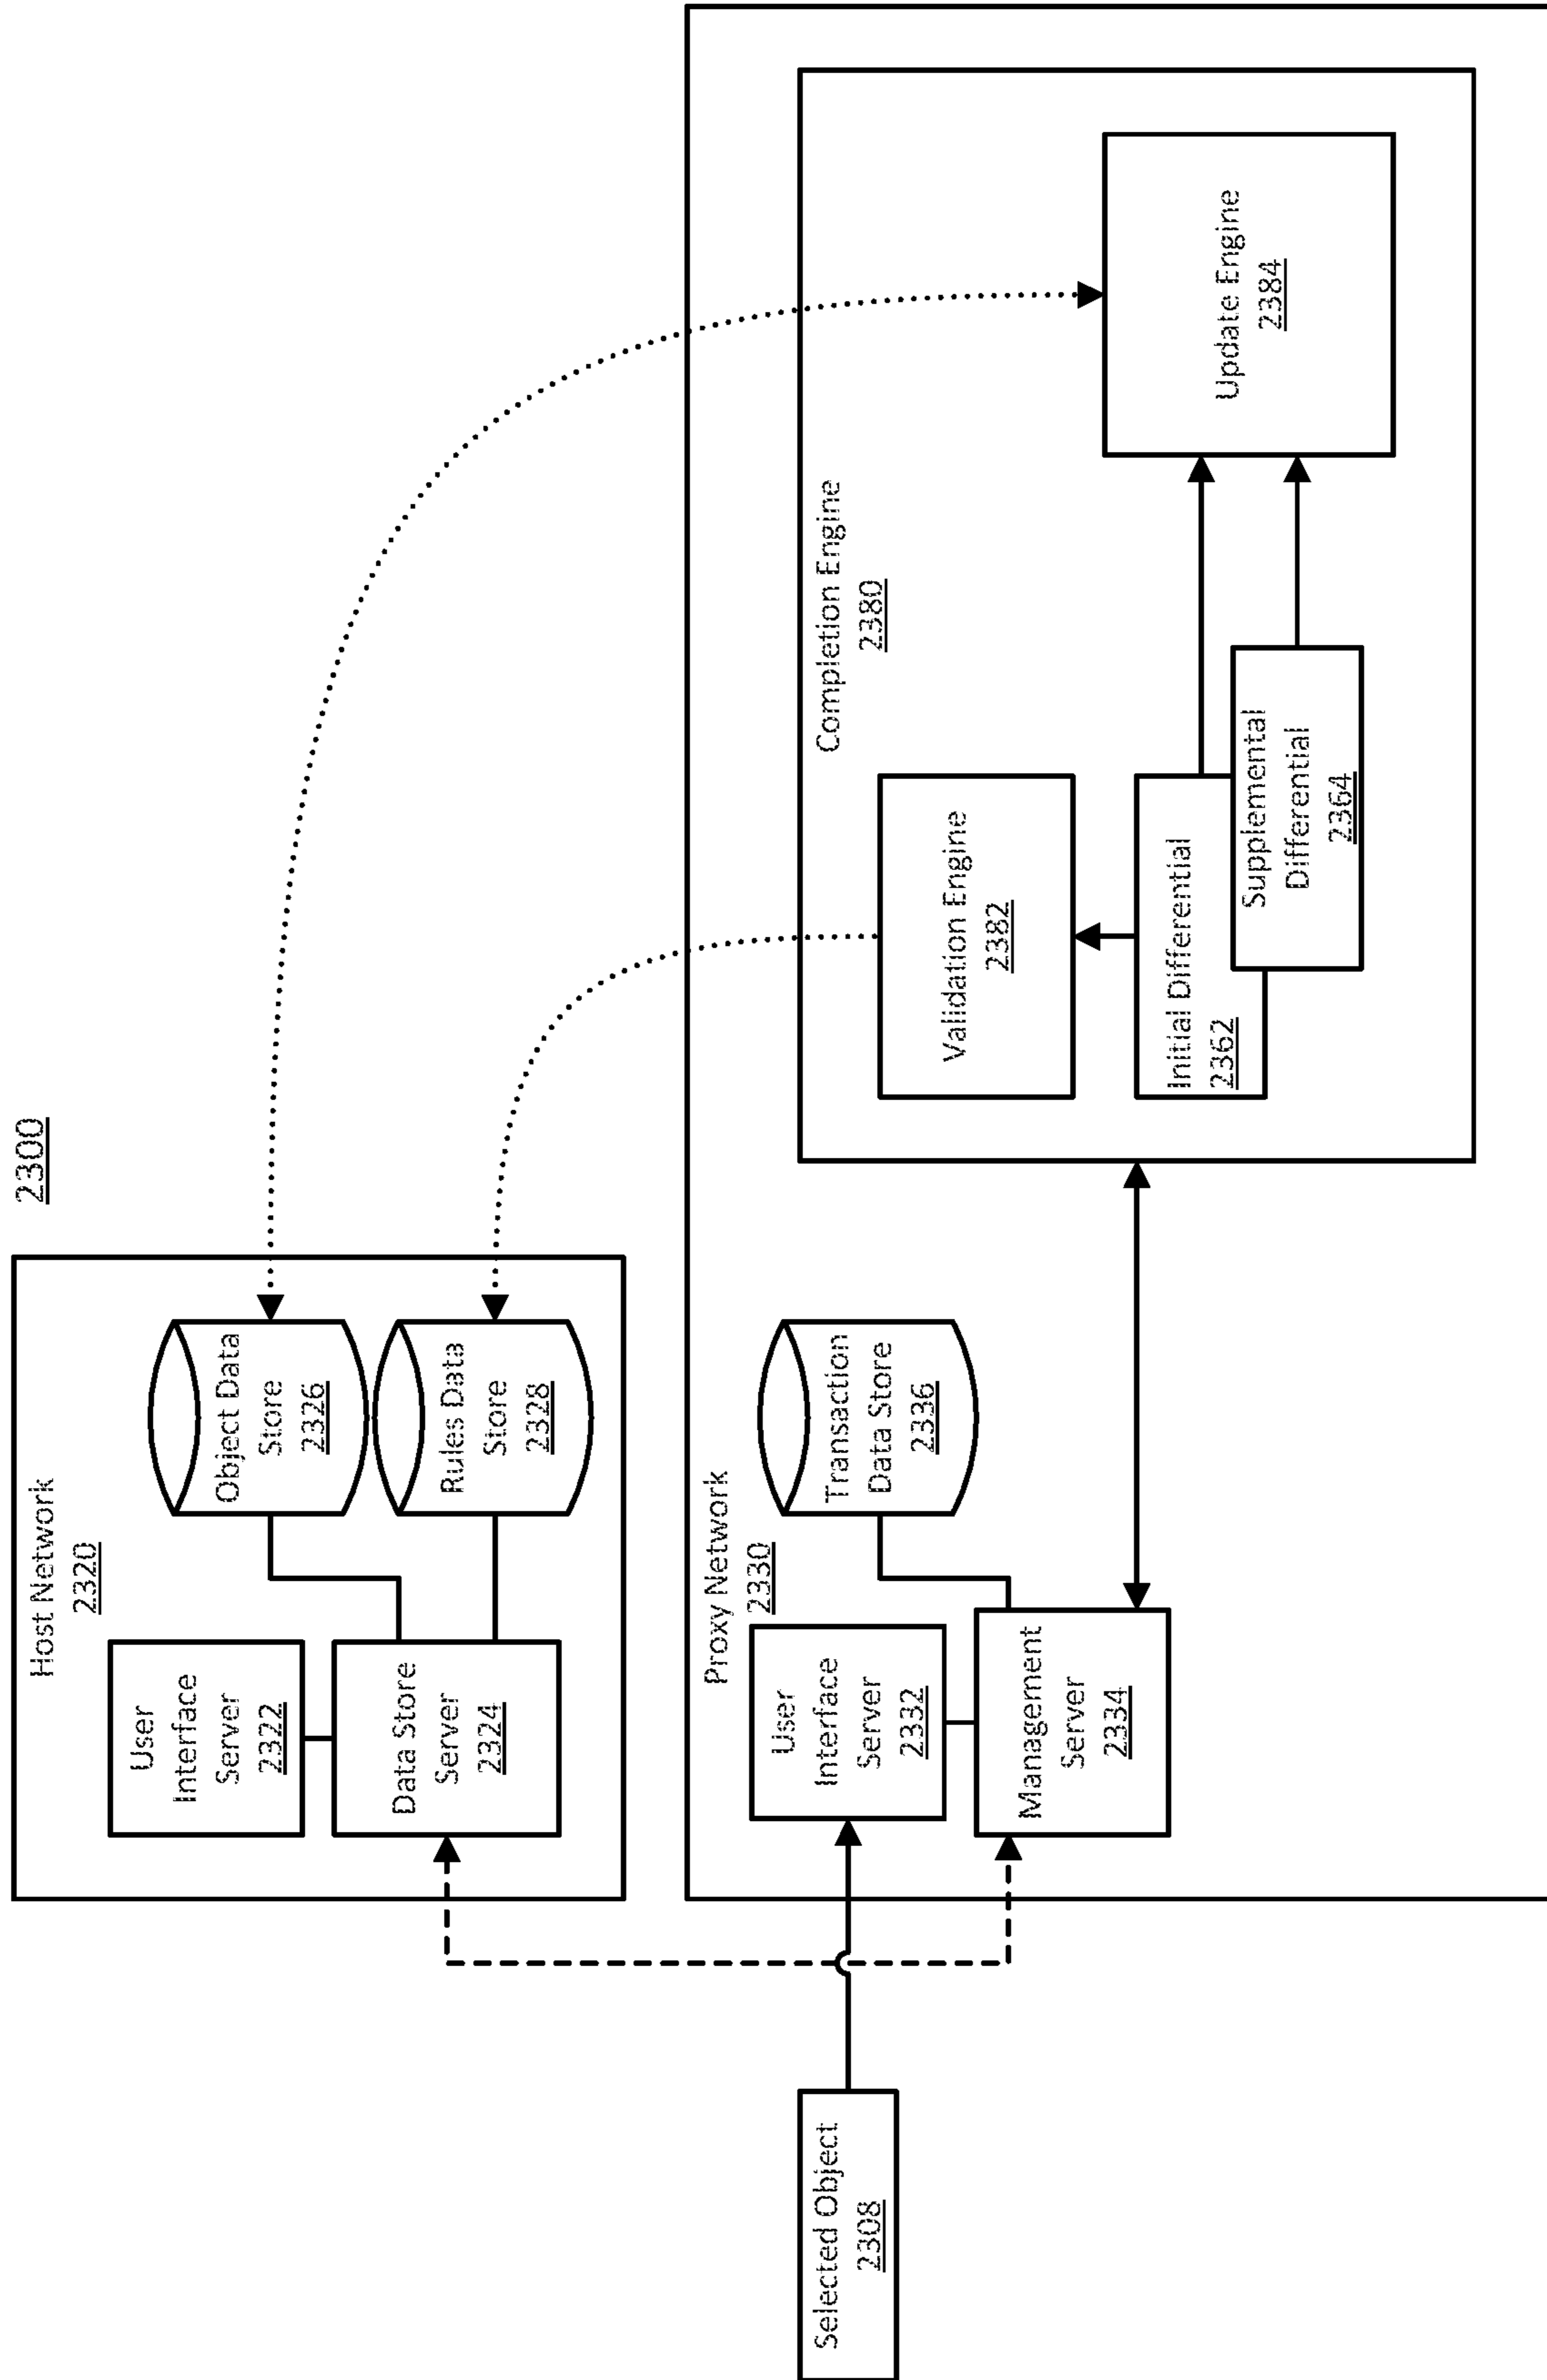 2300
Host Network
2320
User
Interface
Server
2322
Data Store
Server
2324
Object Data
Store
2326
Rules Data
Store
2328
Selected Object
2308
Proxy Network
2330
User
Interface
Server
2332
Management
Server
2334
Transaction
Data Store
2336
Completion Engine
2380
Validation Engine
2382
Initial Differential
2362
Supplemental
Differential
2364
Update Engine
2384